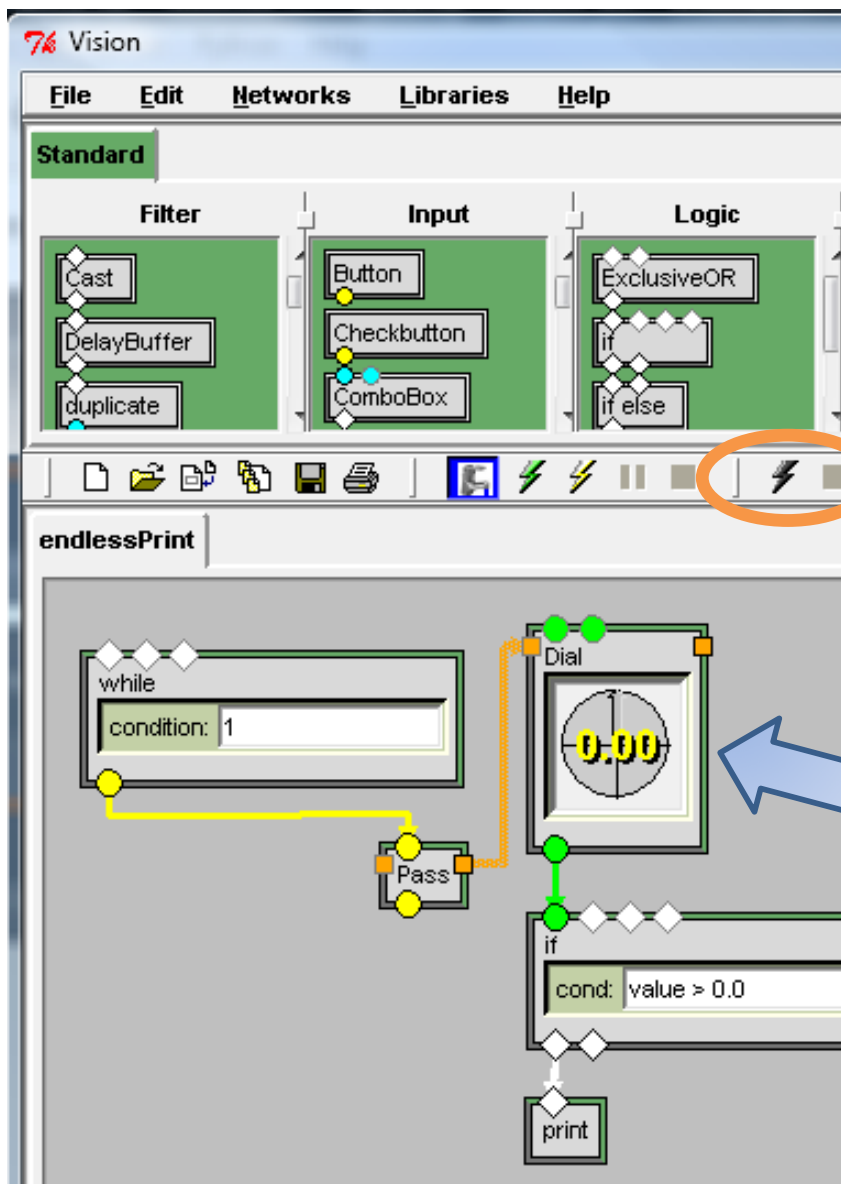 Vision
File Edit Networks Libraries Help
Standard
Filter Input Logic
Cast Button ExclusiveOR
DelayBuffer Checkbutton if
duplicate ComboBox if else
endlessPrint
Dial
while
condition: 1
0.00
Pass
if
cond: value > 0.0
print